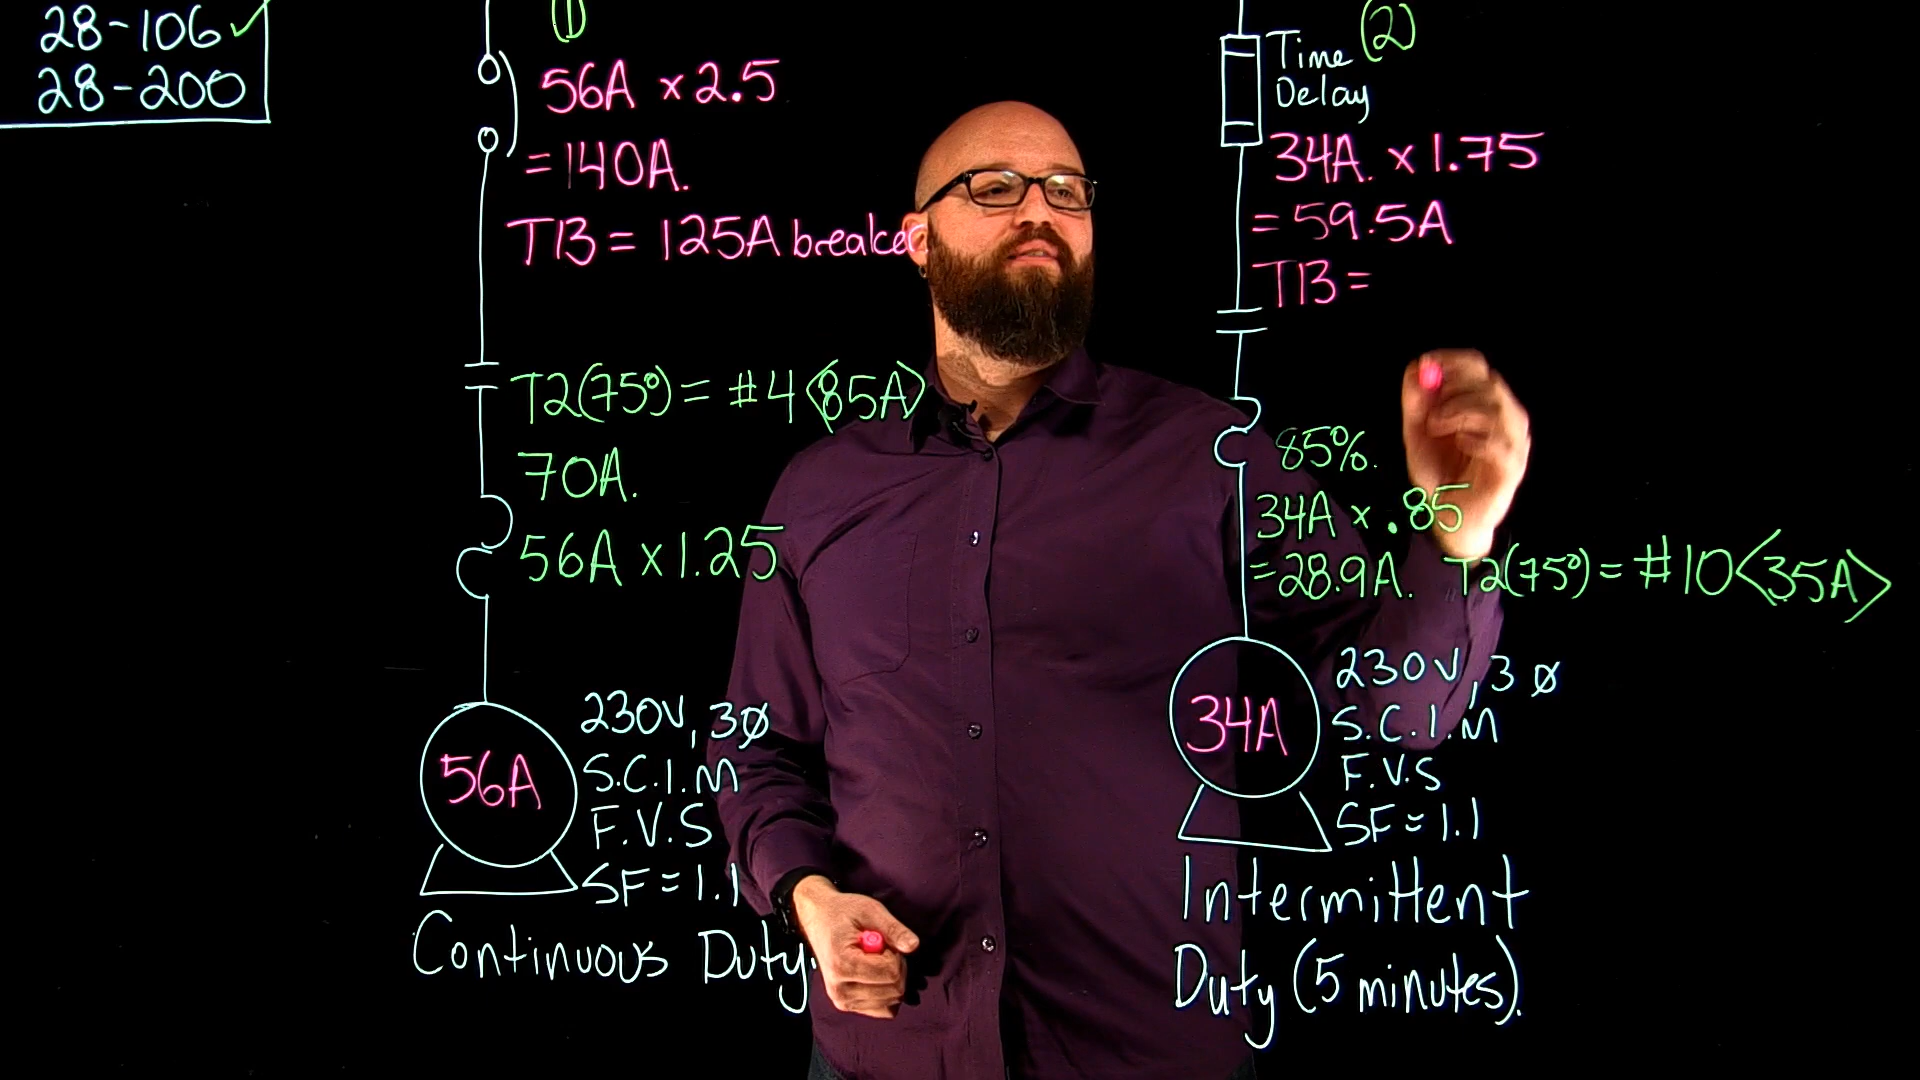 28-106✓
28-200
(1)
56A x 2.5
=140A.
T13 = 125A breaker
T2(75°) = #4 <85A>
70A.
56A x 1.25
56A
230V, 3Ø
S.C.I.M
F.V.S
SF = 1.1
Continuous Duty.
(2)
Time
Delay
34A. x 1.75
= 59.5A
T13 =
85%.
34A x .85
=28.9A. T2(75°) = #10 <35A>
34A
230V, 3Ø
S.C.I.M
F.V.S
SF = 1.1
Intermittent
Duty (5 minutes).